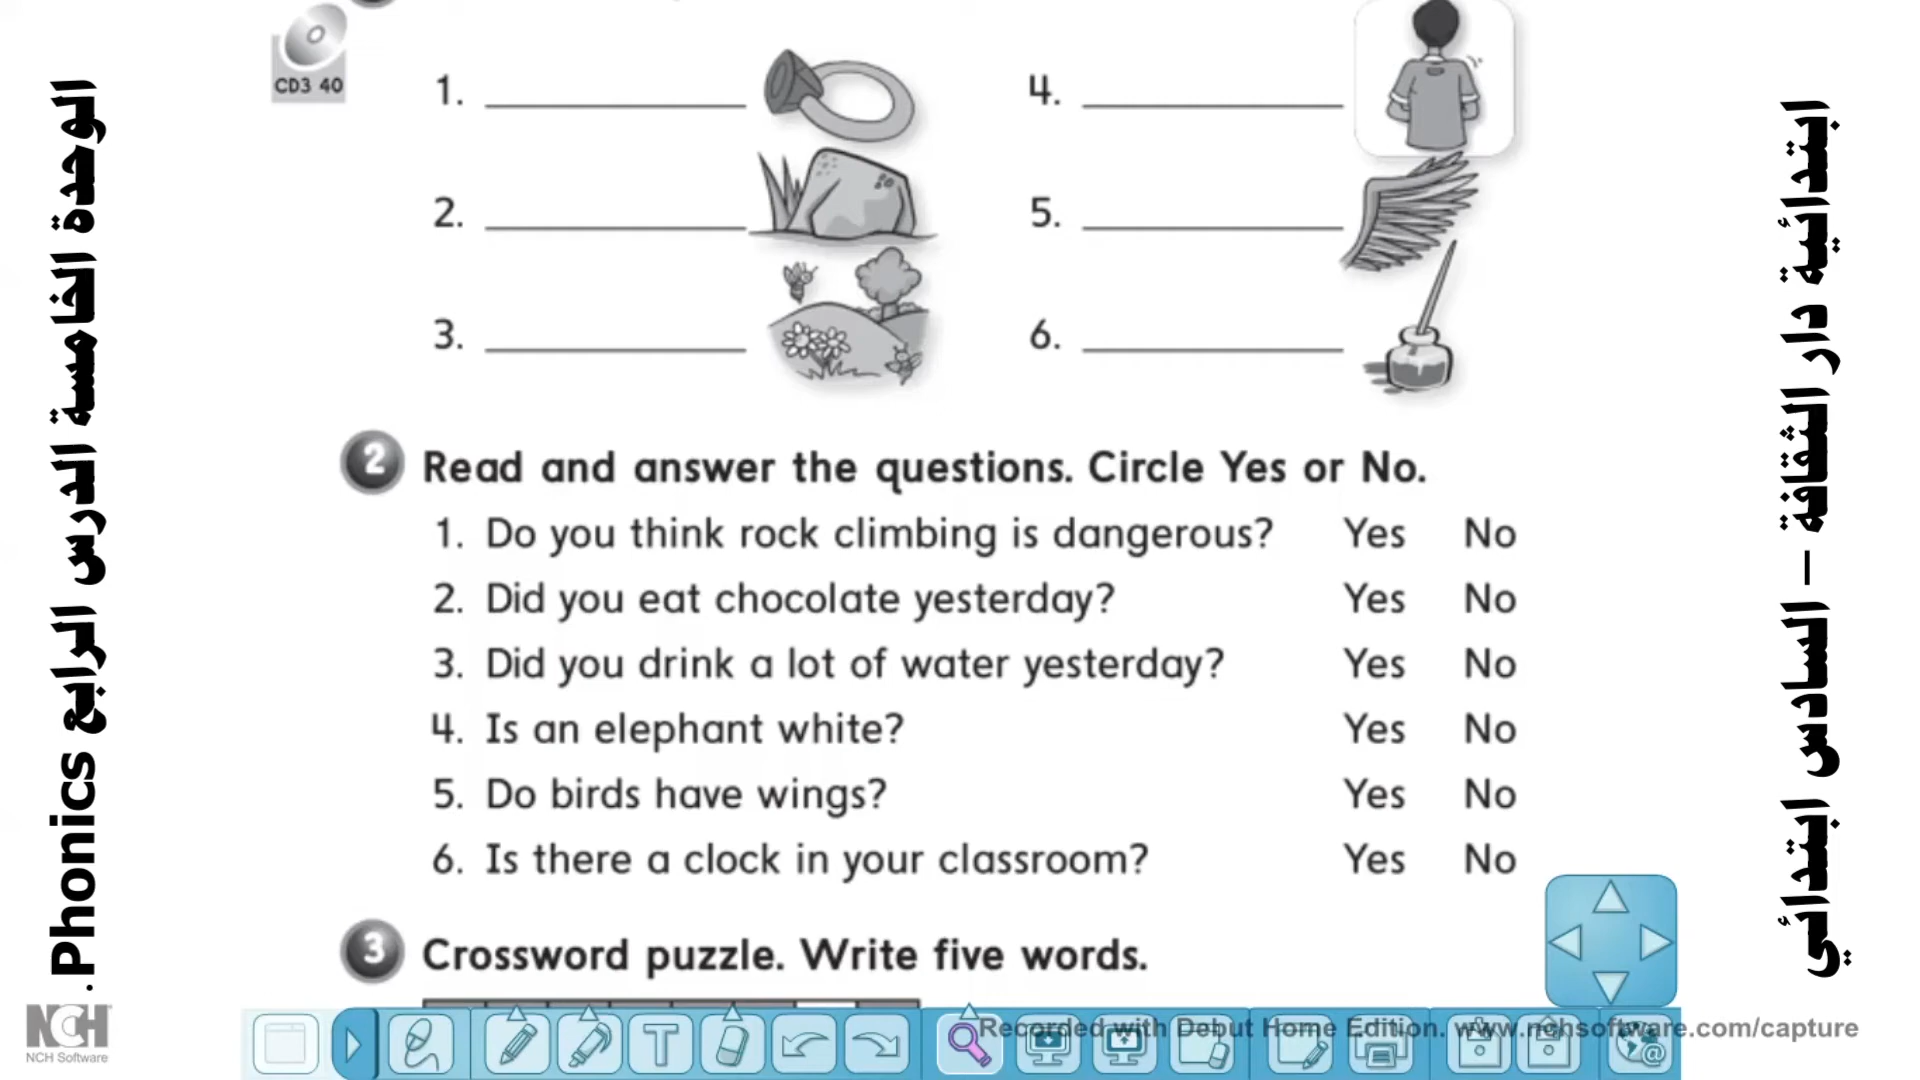 CD3 40
1.
4.
2.
5.
3.
6.
2 Read and answer the questions. Circle Yes or No.
1. Do you think rock climbing is dangerous? Yes No
2. Did you eat chocolate yesterday? Yes No
3. Did you drink a lot of water yesterday? Yes No
4. Is an elephant white? Yes No
5. Do birds have wings? Yes No
6. Is there a clock in your classroom? Yes No
3 Crossword puzzle. Write five words.
الوحدة الخامسة الدرس الرابع Phonics .
ابتدائية دار الثقافة – السادس ابتدائي
NCH
NCH Software
T
Recorded with Debut Home Edition. www.nchsoftware.com/capture